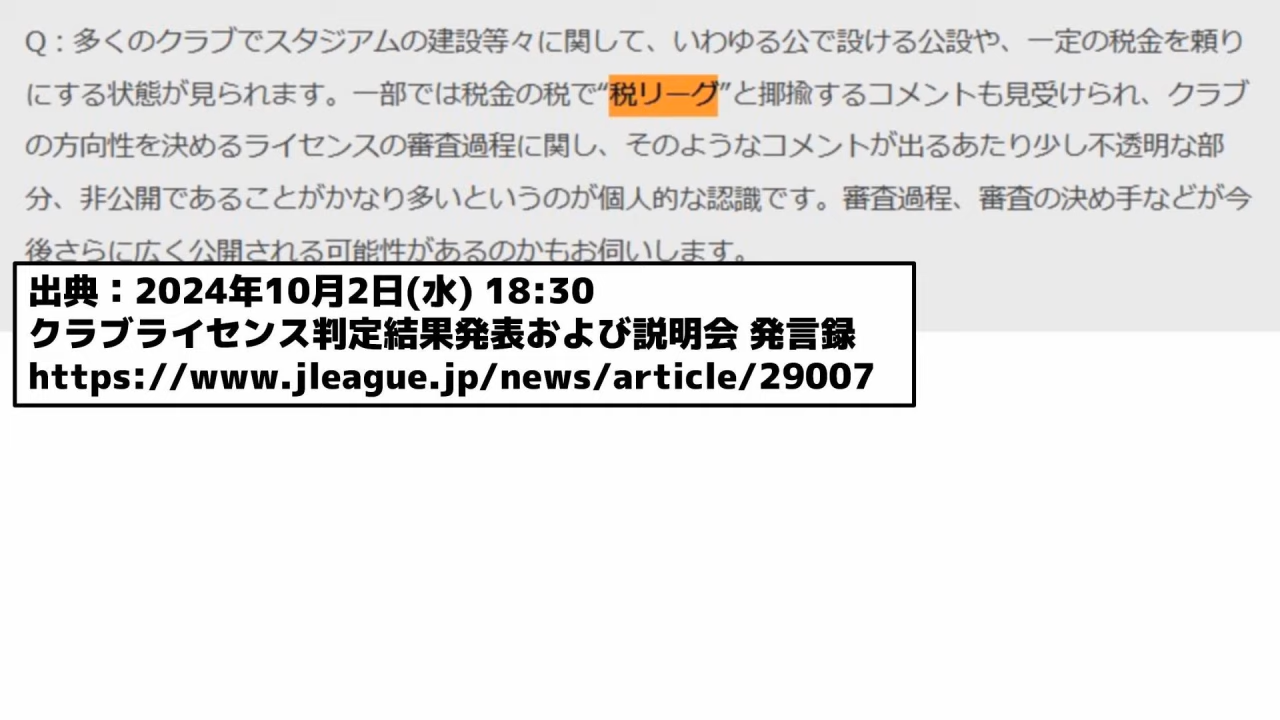 Q：多くのクラブでスタジアムの建設等々に関して、いわゆる公で設ける公設や、一定の税金を頼り
にする状態が見られます。一部では税金の税で“税リーグ”と揶揄するコメントも見受けられ、クラブ
の方向性を決めるライセンスの審査過程に関し、そのようなコメントが出るあたり少し不透明な部
分、非公開であることがかなり多いというのが個人的な認識です。審査過程、審査の決め手などが今
後さらに広く公開される可能性があるのかもお伺いします。
出典：2024年10月2日(水) 18:30
クラブライセンス判定結果発表および説明会 発言録
https://www.jleague.jp/news/article/29007